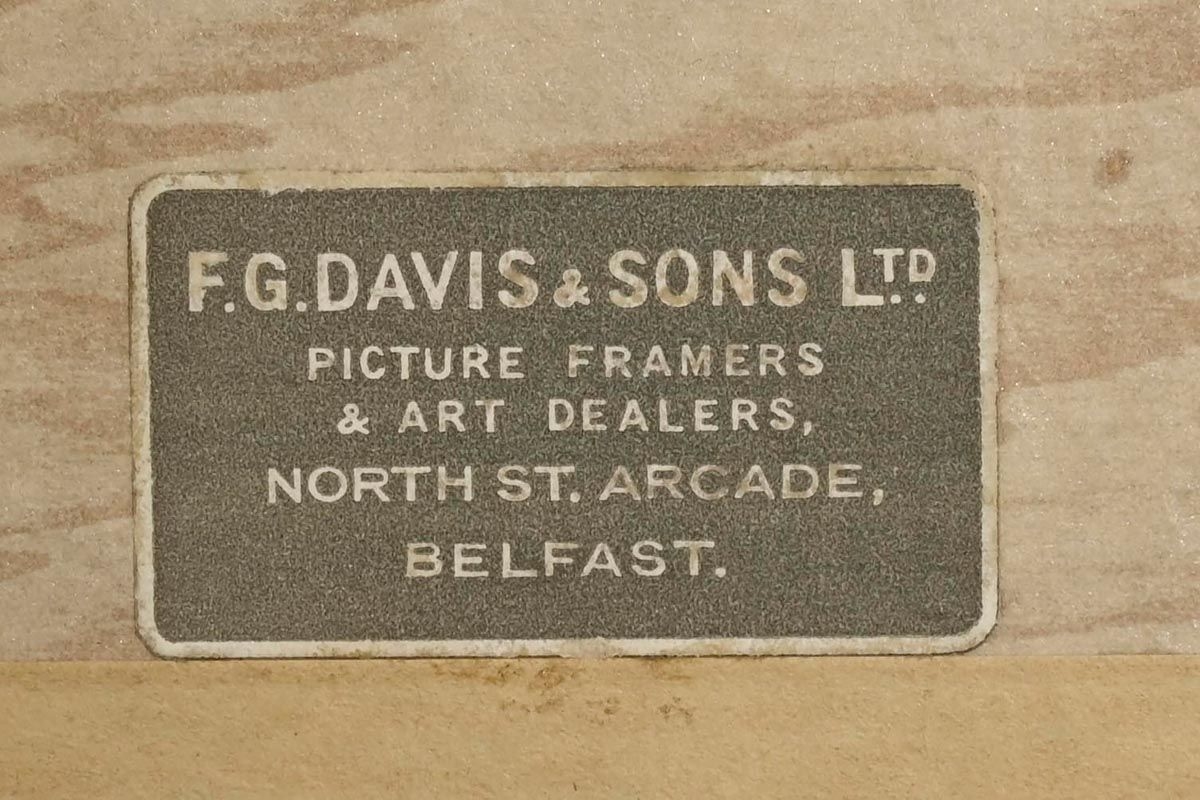 F.G.DAVIS & SONS LTD.
PICTURE FRAMERS
& ART DEALERS,
NORTH ST. ARCADE,
BELFAST.